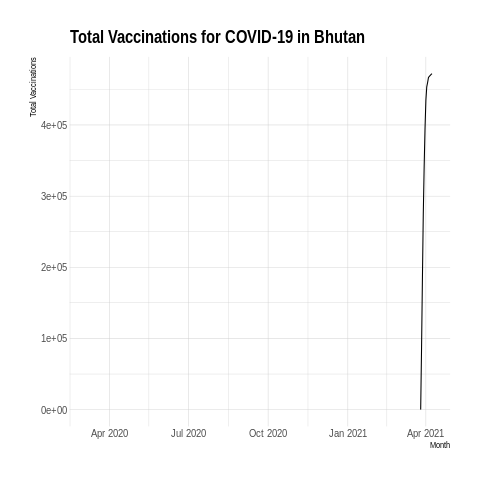 Total Vaccinations for COVID-19 in Bhutan
Total Vaccinations
4e+05
3e+05
2e+05
1e+05
0e+00
Apr 2020 Jul 2020 Oct 2020 Jan 2021 Apr 2021
Month